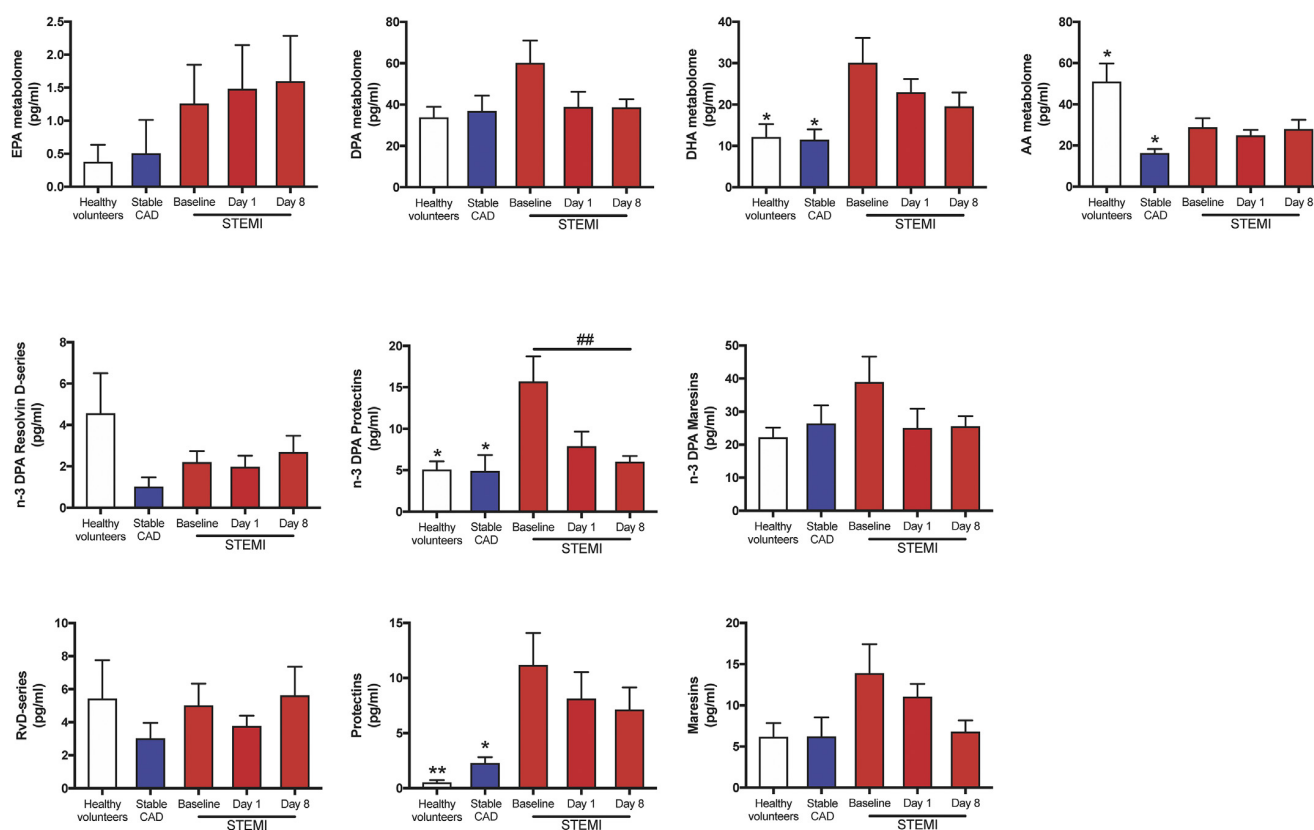 EPA metabolome
(pg/ml)
2.5
2.0
1.5
1.0
0.5
0.0
Healthy
volunteers
Stable
CAD
Baseline
Day 1
Day 8
STEMI
DPA metabolome
(pg/ml)
80
60
40
20
0
Healthy
volunteers
Stable
CAD
Baseline
Day 1
Day 8
STEMI
DHA metabolome
(pg/ml)
40
30
20
10
0
*
*
Healthy
volunteers
Stable
CAD
Baseline
Day 1
Day 8
STEMI
AA metabolome
(pg/ml)
80
60
40
20
0
*
*
Healthy
volunteers
Stable
CAD
Baseline
Day 1
Day 8
STEMI
n-3 DPA Resolvin D-series
(pg/ml)
8
6
4
2
0
Healthy
volunteers
Stable
CAD
Baseline
Day 1
Day 8
STEMI
n-3 DPA Protectins
(pg/ml)
20
15
10
5
0
*
*
##
Healthy
volunteers
Stable
CAD
Baseline
Day 1
Day 8
STEMI
n-3 DPA Maresins
(pg/ml)
50
40
30
20
10
0
Healthy
volunteers
Stable
CAD
Baseline
Day 1
Day 8
STEMI
RvD-series
(pg/ml)
10
8
6
4
2
0
Healthy
volunteers
Stable
CAD
Baseline
Day 1
Day 8
STEMI
Protectins
(pg/ml)
15
10
5
0
**
*
Healthy
volunteers
Stable
CAD
Baseline
Day 1
Day 8
STEMI
Maresins
(pg/ml)
20
15
10
5
0
Healthy
volunteers
Stable
CAD
Baseline
Day 1
Day 8
STEMI